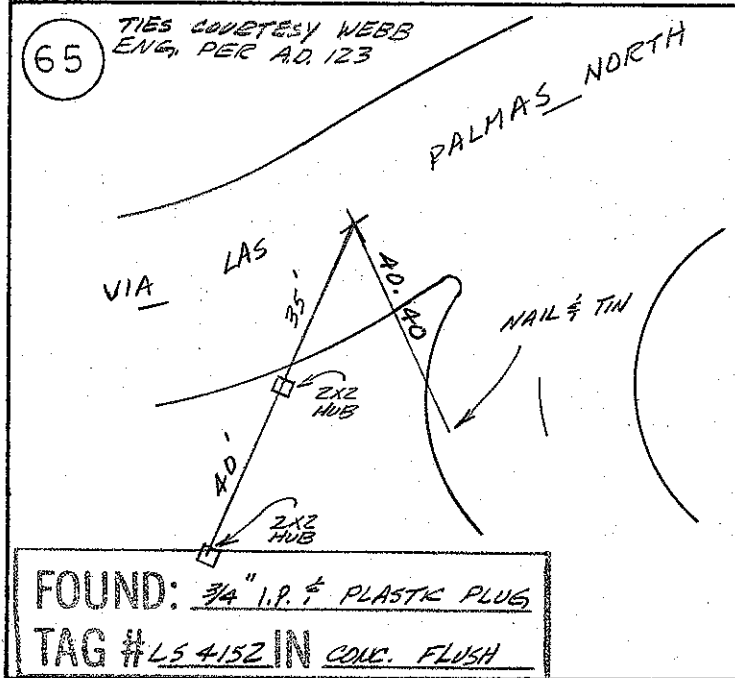 65
TIES COURTESY WEBB
ENG. PER A.D. 123
PALMAS NORTH
VIA LAS
35'
40.40
NAIL & TIN
2X2
HUB
40'
2X2
HUB
FOUND: 3/4" I.P. & PLASTIC PLUG
TAG # LS 4152 IN CONC. FLUSH